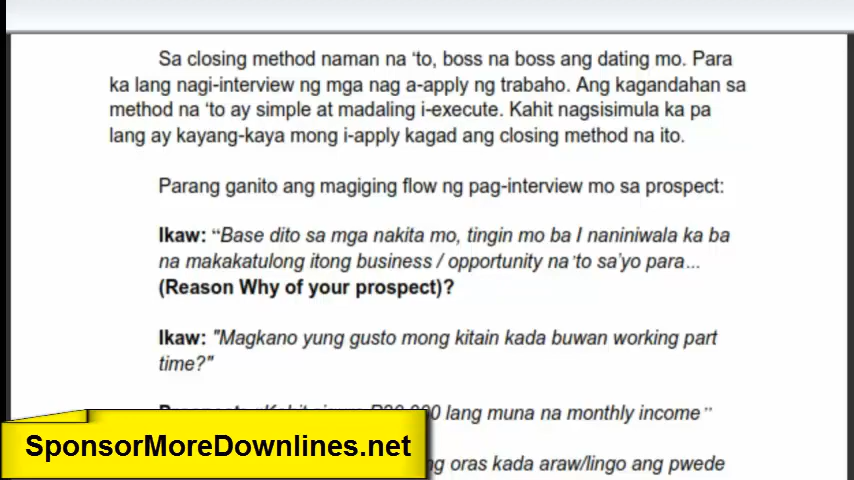 Sa closing method naman na ‘to, boss na boss ang dating mo. Para
ka lang nagi-interview ng mga nag a-apply ng trabaho. Ang kagandahan sa
method na ‘to ay simple at madaling i-execute. Kahit nagsisimula ka pa
lang ay kayang-kaya mong i-apply kagad ang closing method na ito.
Parang ganito ang magiging flow ng pag-interview mo sa prospect:
Ikaw: “Base dito sa mga nakita mo, tingin mo ba I naniniwala ka ba
na makakatulong itong business / opportunity na ’to sa’yo para...
(Reason Why of your prospect)?
Ikaw: "Magkano yung gusto mong kitain kada buwan working part
time?"
lang muna na monthly income”
SponsorMoreDownlines.net
ng oras kada araw/lingo ang pwede